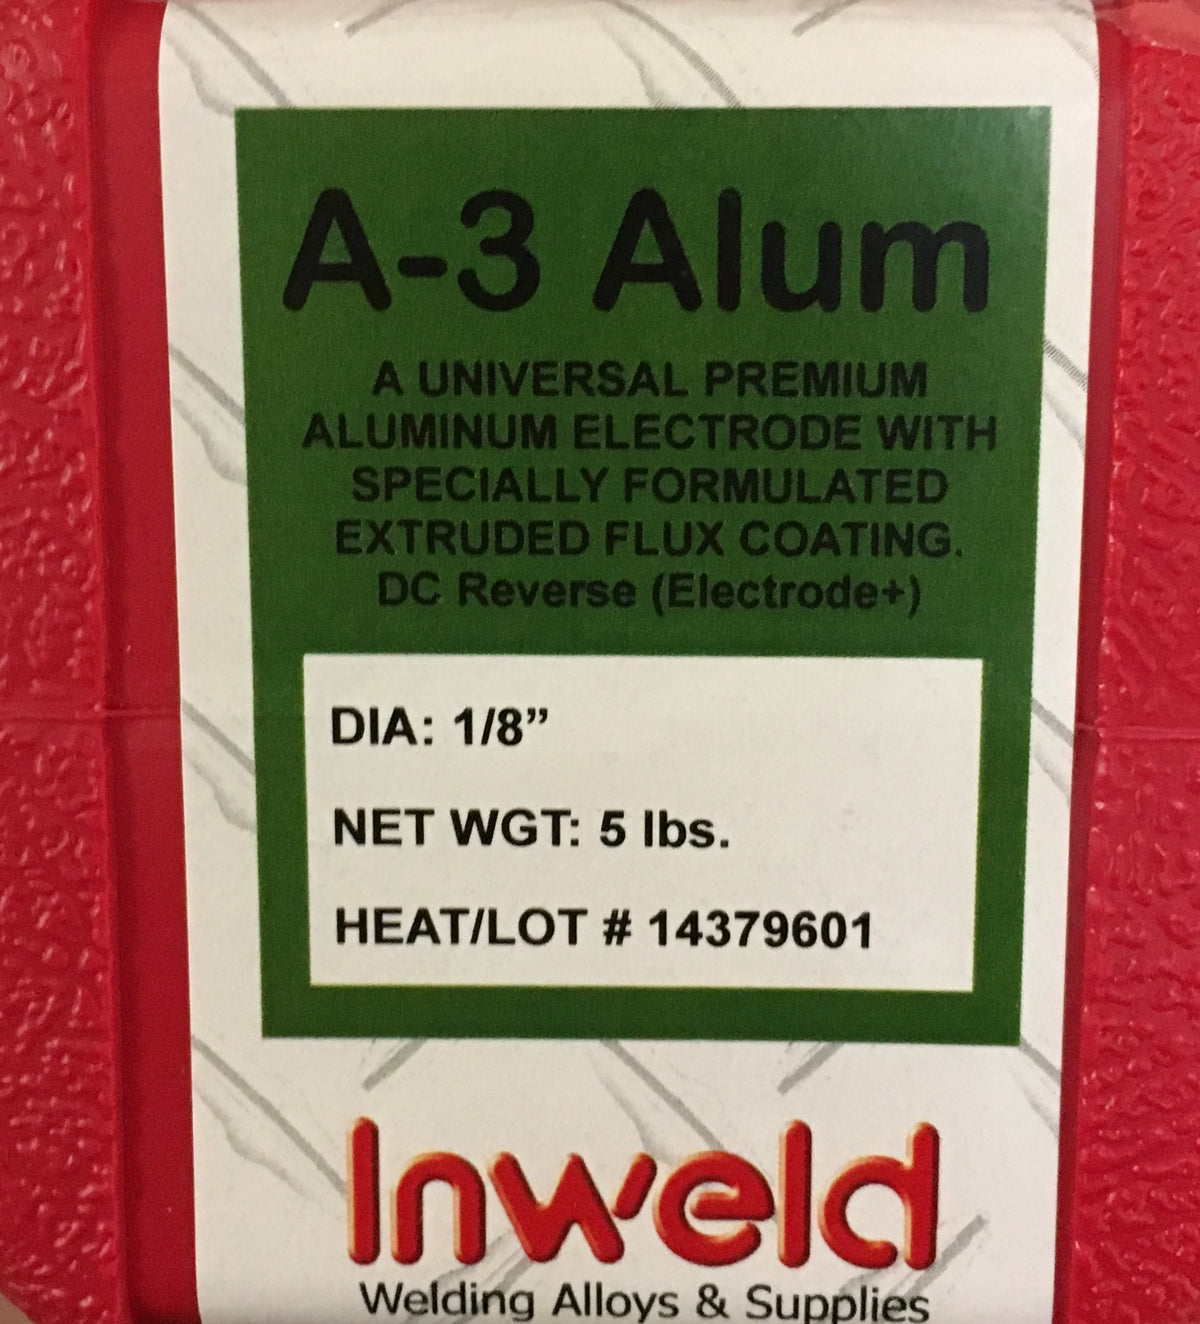 A-3 Alum
A UNIVERSAL PREMIUM
ALUMINUM ELECTRODE WITH
SPECIALLY FORMULATED
EXTRUDED FLUX COATING.
DC Reverse (Electrode+)
DIA: 1/8”
NET WGT: 5 lbs.
HEAT/LOT # 14379601
Inweld
Welding Alloys & Supplies